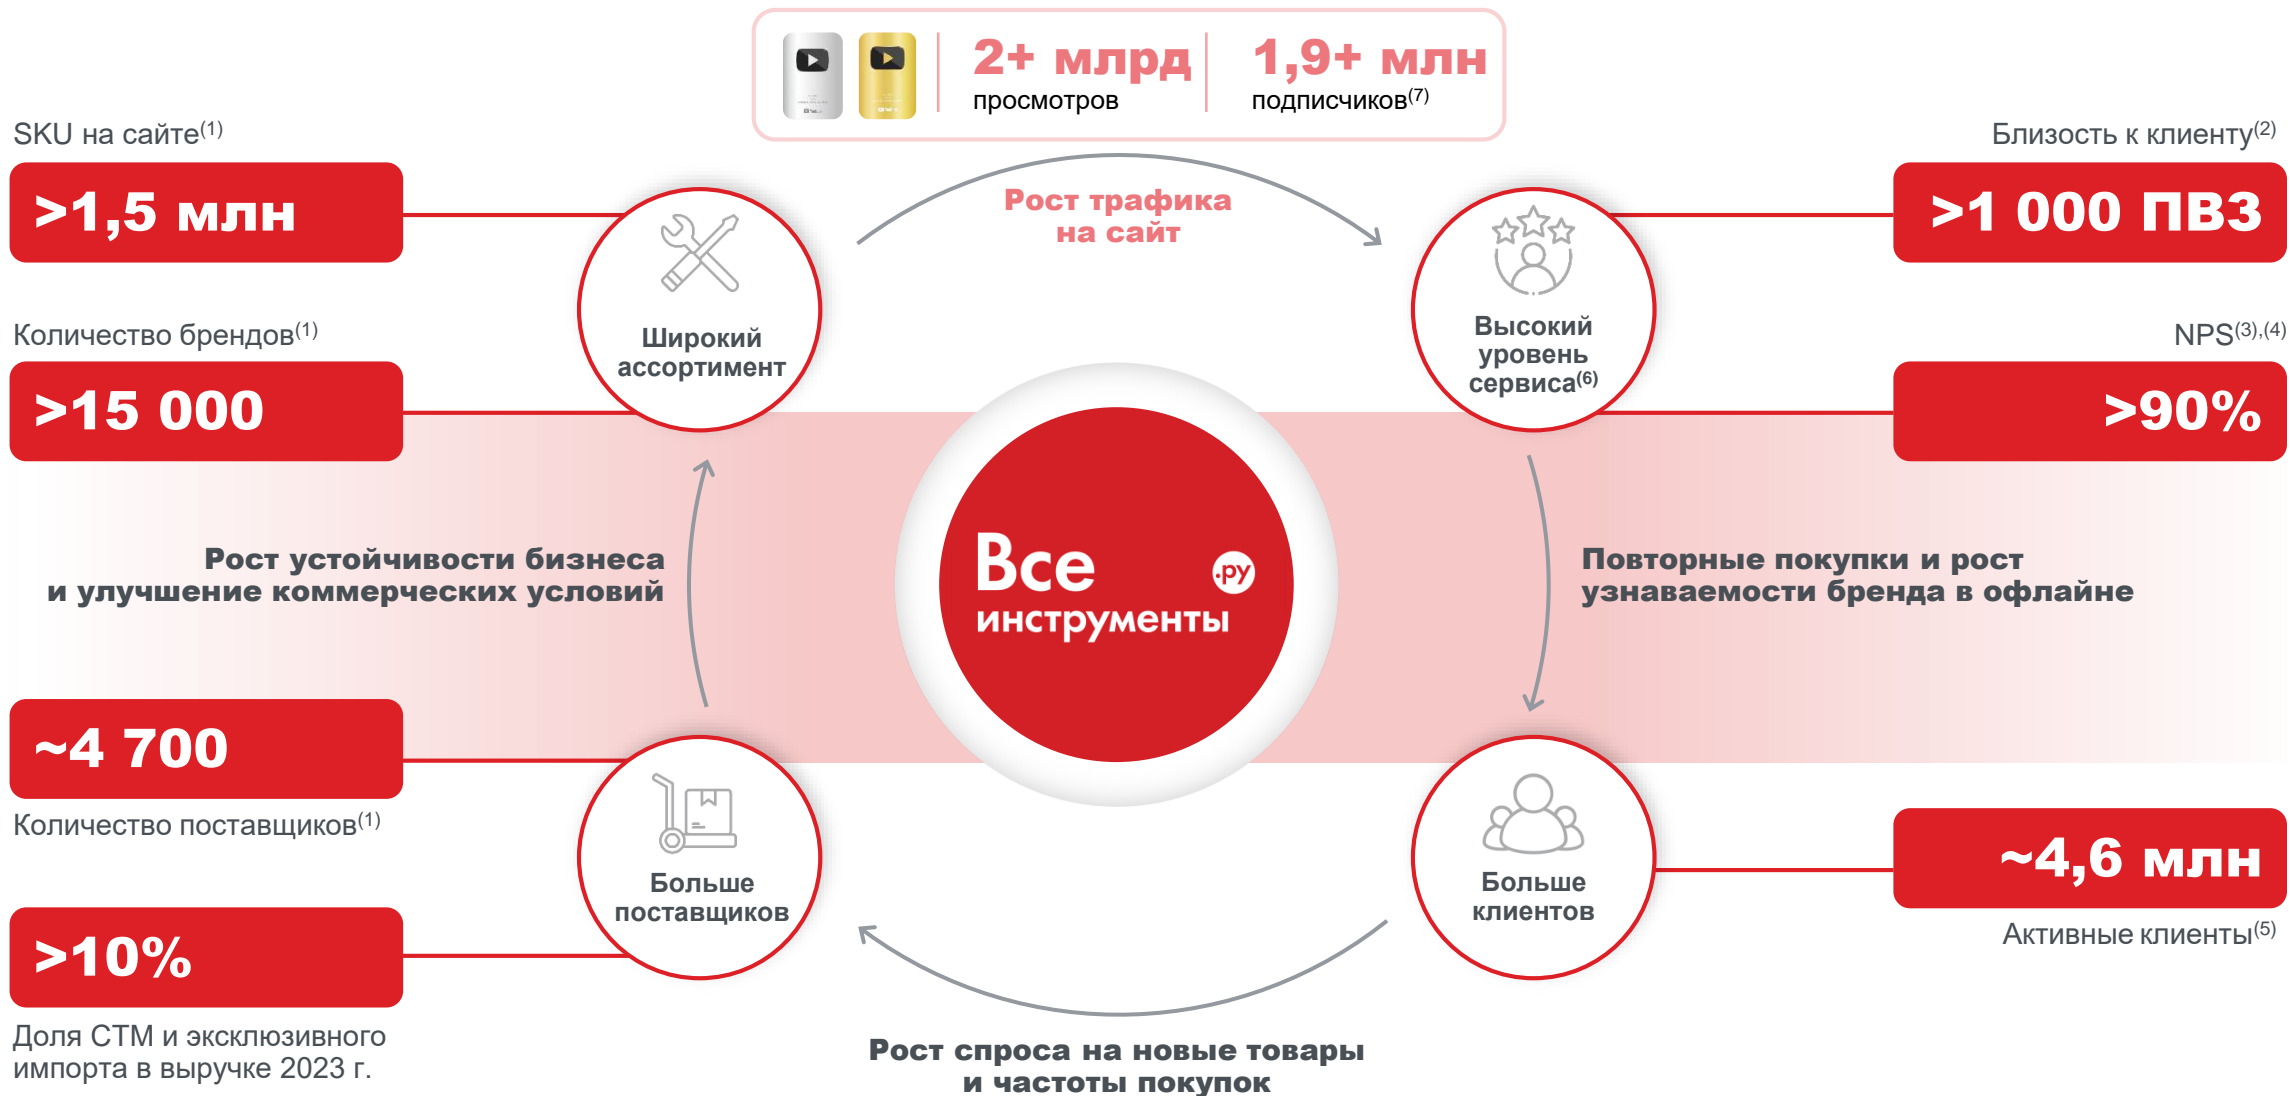 2+ млрд
просмотров
1,9+ млн
подписчиков(7)
SKU на сайте(1)
>1,5 млн
Количество брендов(1)
>15 000
Широкий
ассортимент
Рост трафика
на сайт
Высокий
уровень
сервиса(6)
Близость к клиенту(2)
>1 000 ПВЗ
NPS(3),(4)
>90%
Рост устойчивости бизнеса
и улучшение коммерческих условий
Все
.ру
инструменты
Повторные покупки и рост
узнаваемости бренда в офлайне
~4 700
Количество поставщиков(1)
>10%
Доля СТМ и эксклюзивного
импорта в выручке 2023 г.
Больше
поставщиков
Рост спроса на новые товары
и частоты покупок
Больше
клиентов
~4,6 млн
Активные клиенты(5)